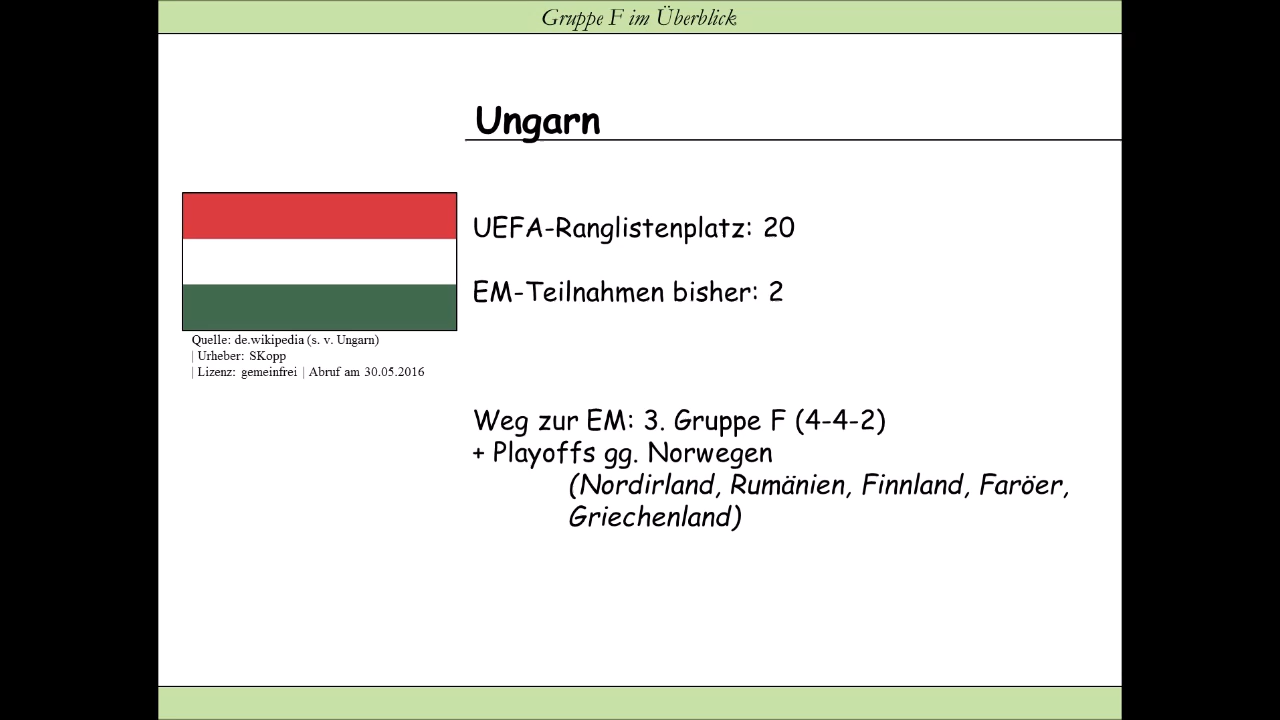 Gruppe F im Überblick
Ungarn
UEFA-Ranglistenplatz: 20
EM-Teilnahmen bisher: 2
Quelle: de.wikipedia (s. v. Ungarn)
| Urheber: SKopp
| Lizenz: gemeinfrei | Abruf am 30.05.2016
Weg zur EM: 3. Gruppe F (4-4-2)
+ Playoffs gg. Norwegen
(Nordirland, Rumänien, Finnland, Faröer,
Griechenland)